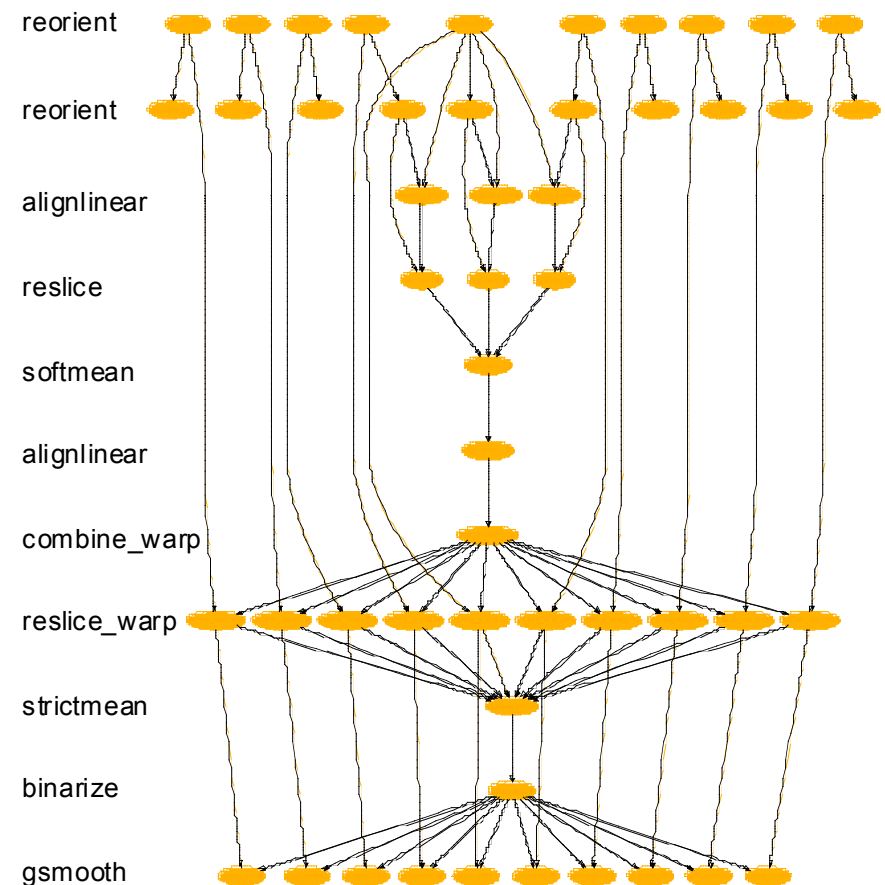 reorient
reorient
alignlinear
reslice
softmean
alignlinear
combine_warp
reslice_warp
strictmean
binarize
gsmooth